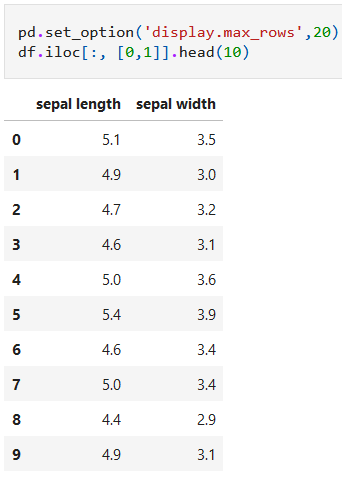 pd.set_option('display.max_rows',20)
df.iloc[:, [0,1]].head(10)
sepal length sepal width
0 5.1 3.5
1 4.9 3.0
2 4.7 3.2
3 4.6 3.1
4 5.0 3.6
5 5.4 3.9
6 4.6 3.4
7 5.0 3.4
8 4.4 2.9
9 4.9 3.1